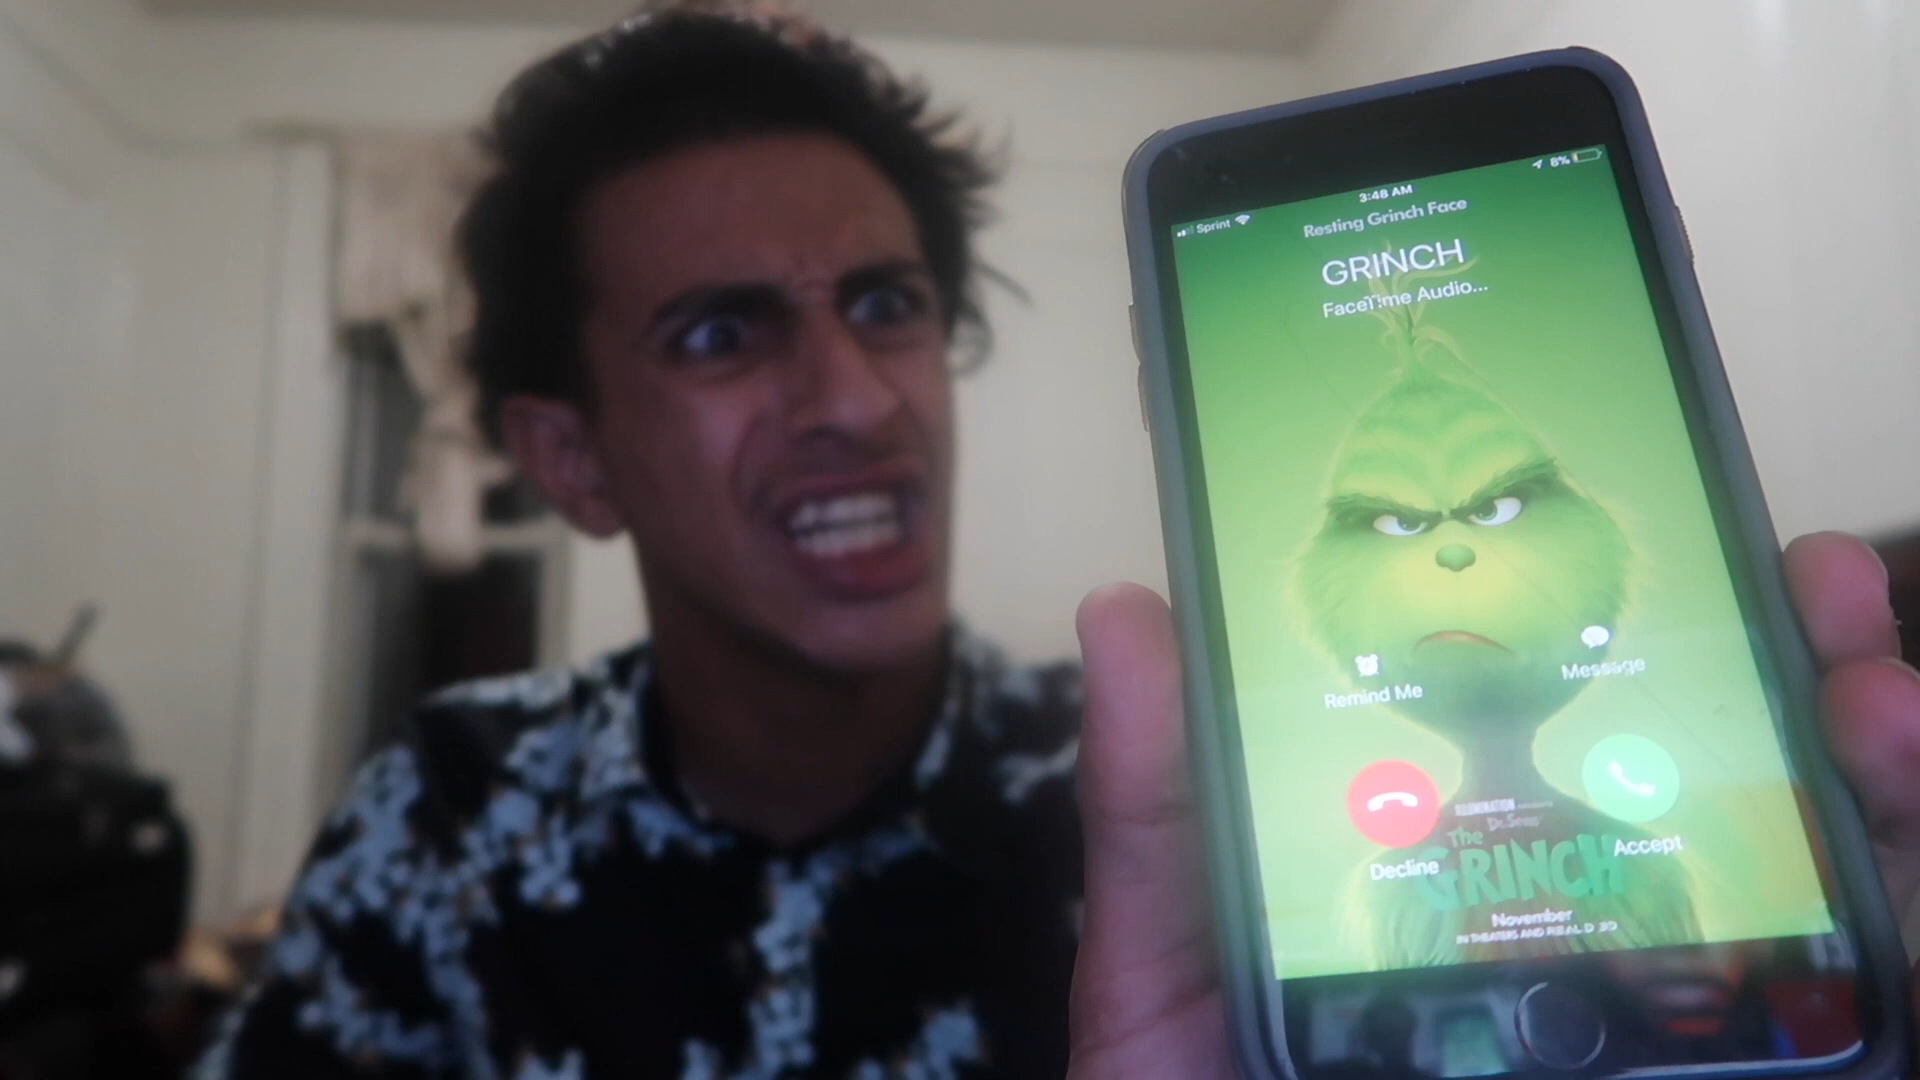 3:48 AM
8%
Sprint
Resting Grinch Face
GRINCH
FaceTime Audio...
Remind Me
Message
Decline
Accept
ILLUMINATION PRESENTS
Dr. Seuss'
The
GRINCH
November
IN THEATERS AND REAL D 3D